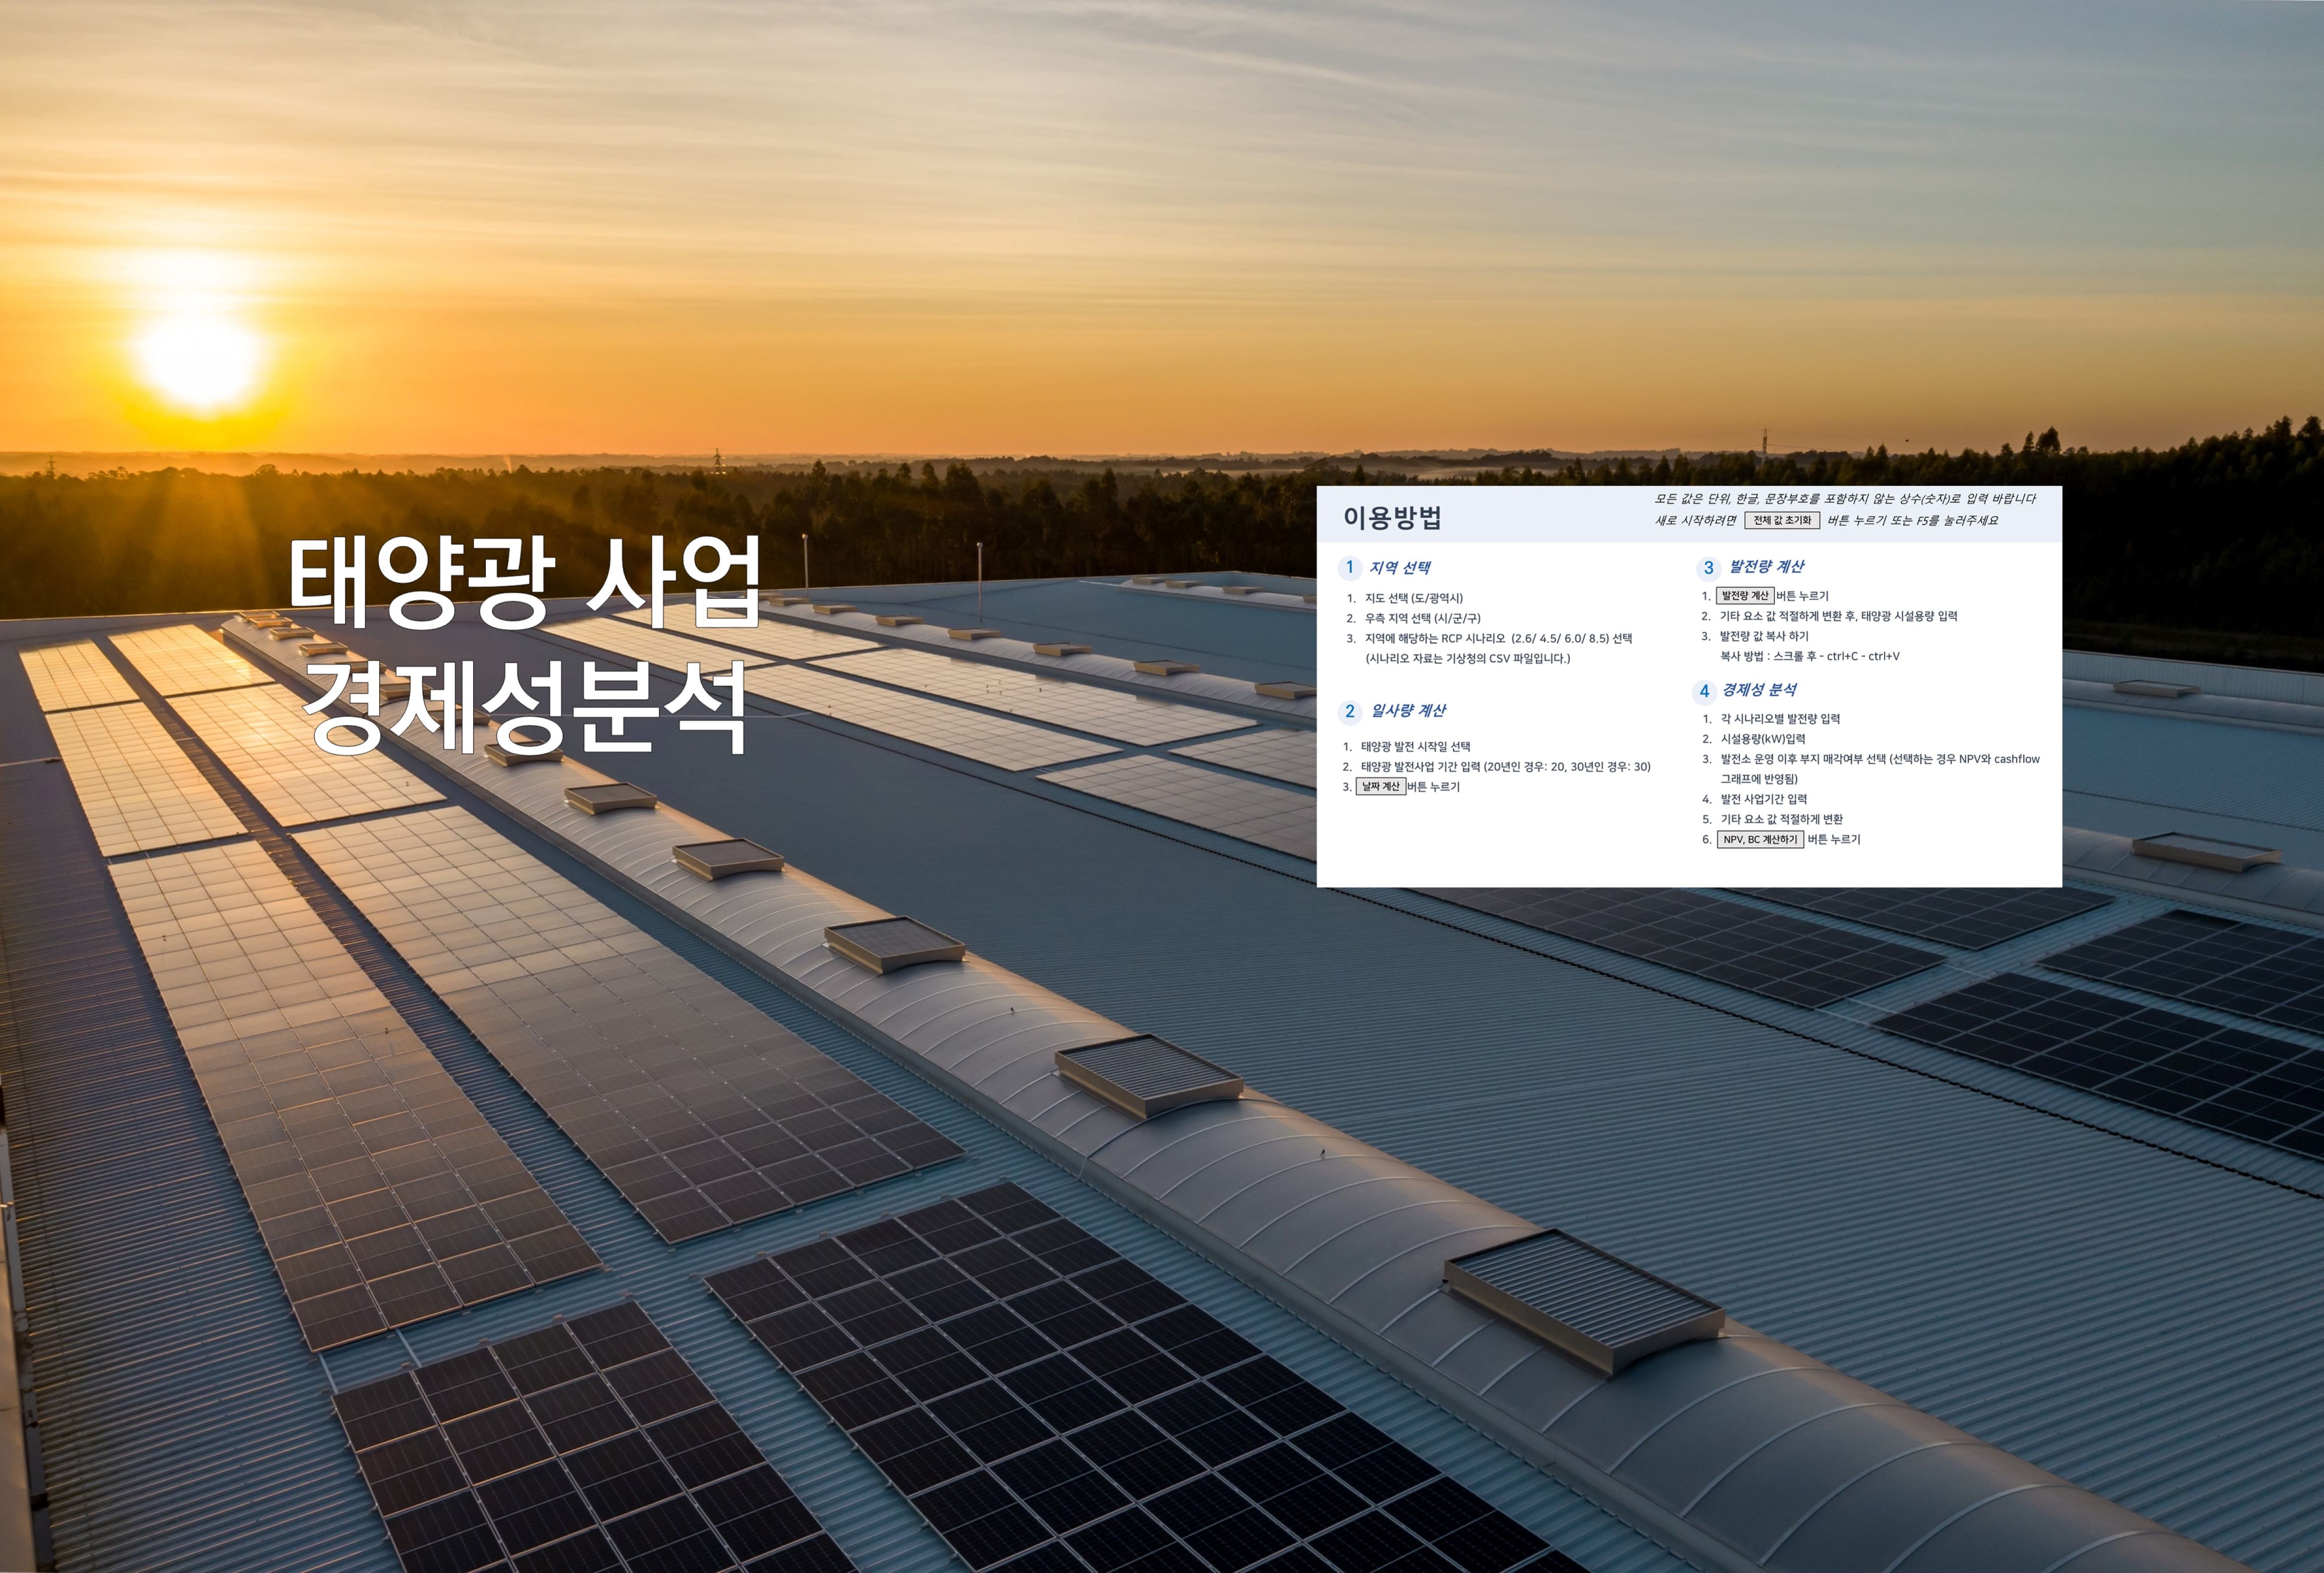 태양광 사업
경제성분석
이용방법
모든 값은 단위, 한글, 문장부호를 포함하지 않는 상수(숫자)로 입력 바랍니다
새로 시작하려면 전체 값 초기화 버튼 누르기 또는 F5를 눌러주세요
1 지역 선택
1. 지도 선택 (도/광역시)
2. 우측 지역 선택 (시/군/구)
3. 지역에 해당하는 RCP 시나리오 (2.6/ 4.5/ 6.0/ 8.5) 선택
(시나리오 자료는 기상청의 CSV 파일입니다.)
2 일사량 계산
1. 태양광 발전 시작일 선택
2. 태양광 발전사업 기간 입력 (20년인 경우: 20, 30년인 경우: 30)
3. 날짜 계산 버튼 누르기
3 발전량 계산
1. 발전량 계산 버튼 누르기
2. 기타 요소 값 적절하게 변환 후, 태양광 시설용량 입력
3. 발전량 값 복사 하기
복사 방법 : 스크롤 후 - ctrl+C - ctrl+V
4 경제성 분석
1. 각 시나리오별 발전량 입력
2. 시설용량(kW)입력
3. 발전소 운영 이후 부지 매각여부 선택 (선택하는 경우 NPV와 cashflow
그래프에 반영됨)
4. 발전 사업기간 입력
5. 기타 요소 값 적절하게 변환
6. NPV, BC 계산하기 버튼 누르기